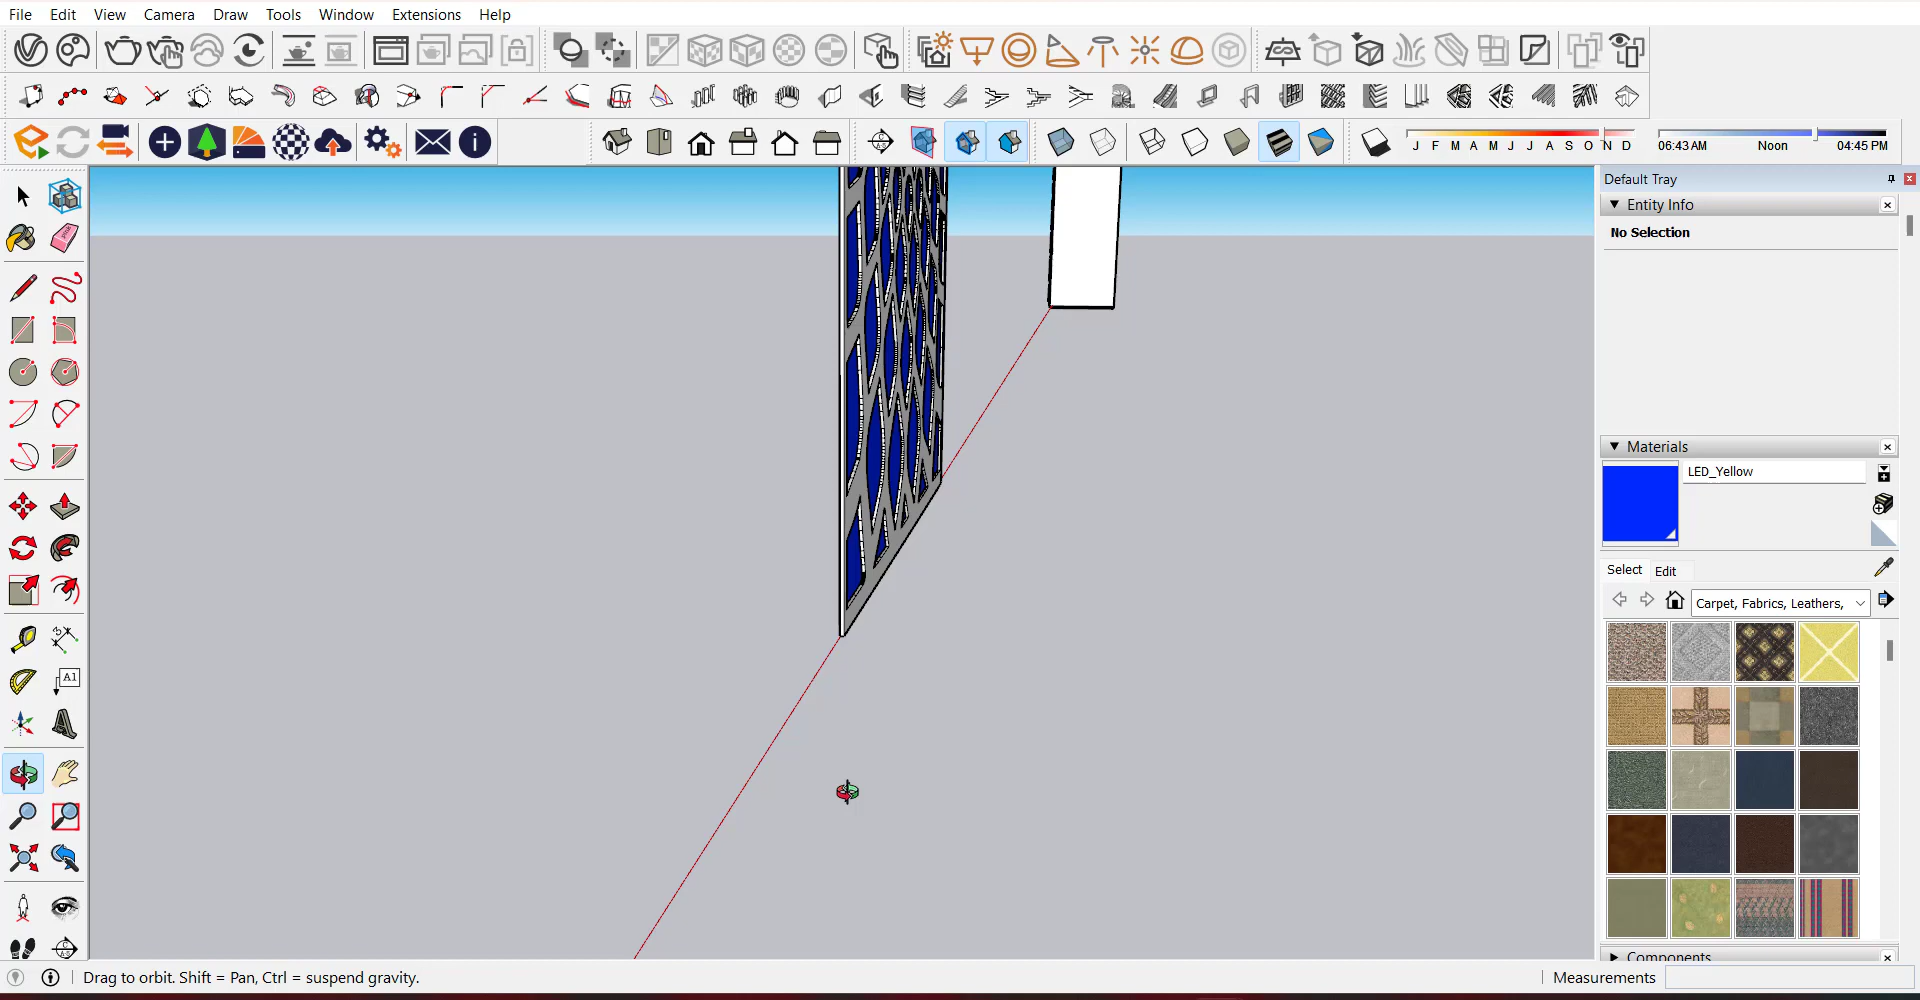 File Edit View Camera Draw Tools Window Extensions Help
J F M A M J J A S O N D 06:43 AM Noon 04:45 PM
Default Tray
Entity Info
No Selection
Materials
LED_Yellow
Select Edit
Carpet, Fabrics, Leathers,
A1
Components
Drag to orbit. Shift = Pan, Ctrl = suspend gravity.
Measurements